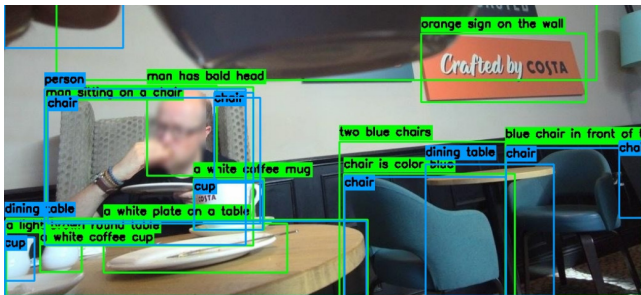 CRAFTED
orange sign on the wall
Crafted by COSTA
person
man has bald head
man sitting on a chair
chair
chair
two blue chairs
blue chair in front of t
dining table
chair
cha
a white coffee mug
chair is color blue
cup
chair
COSTA
dining table
a white plate on a table
a light brown round table
a white coffee cup
cup